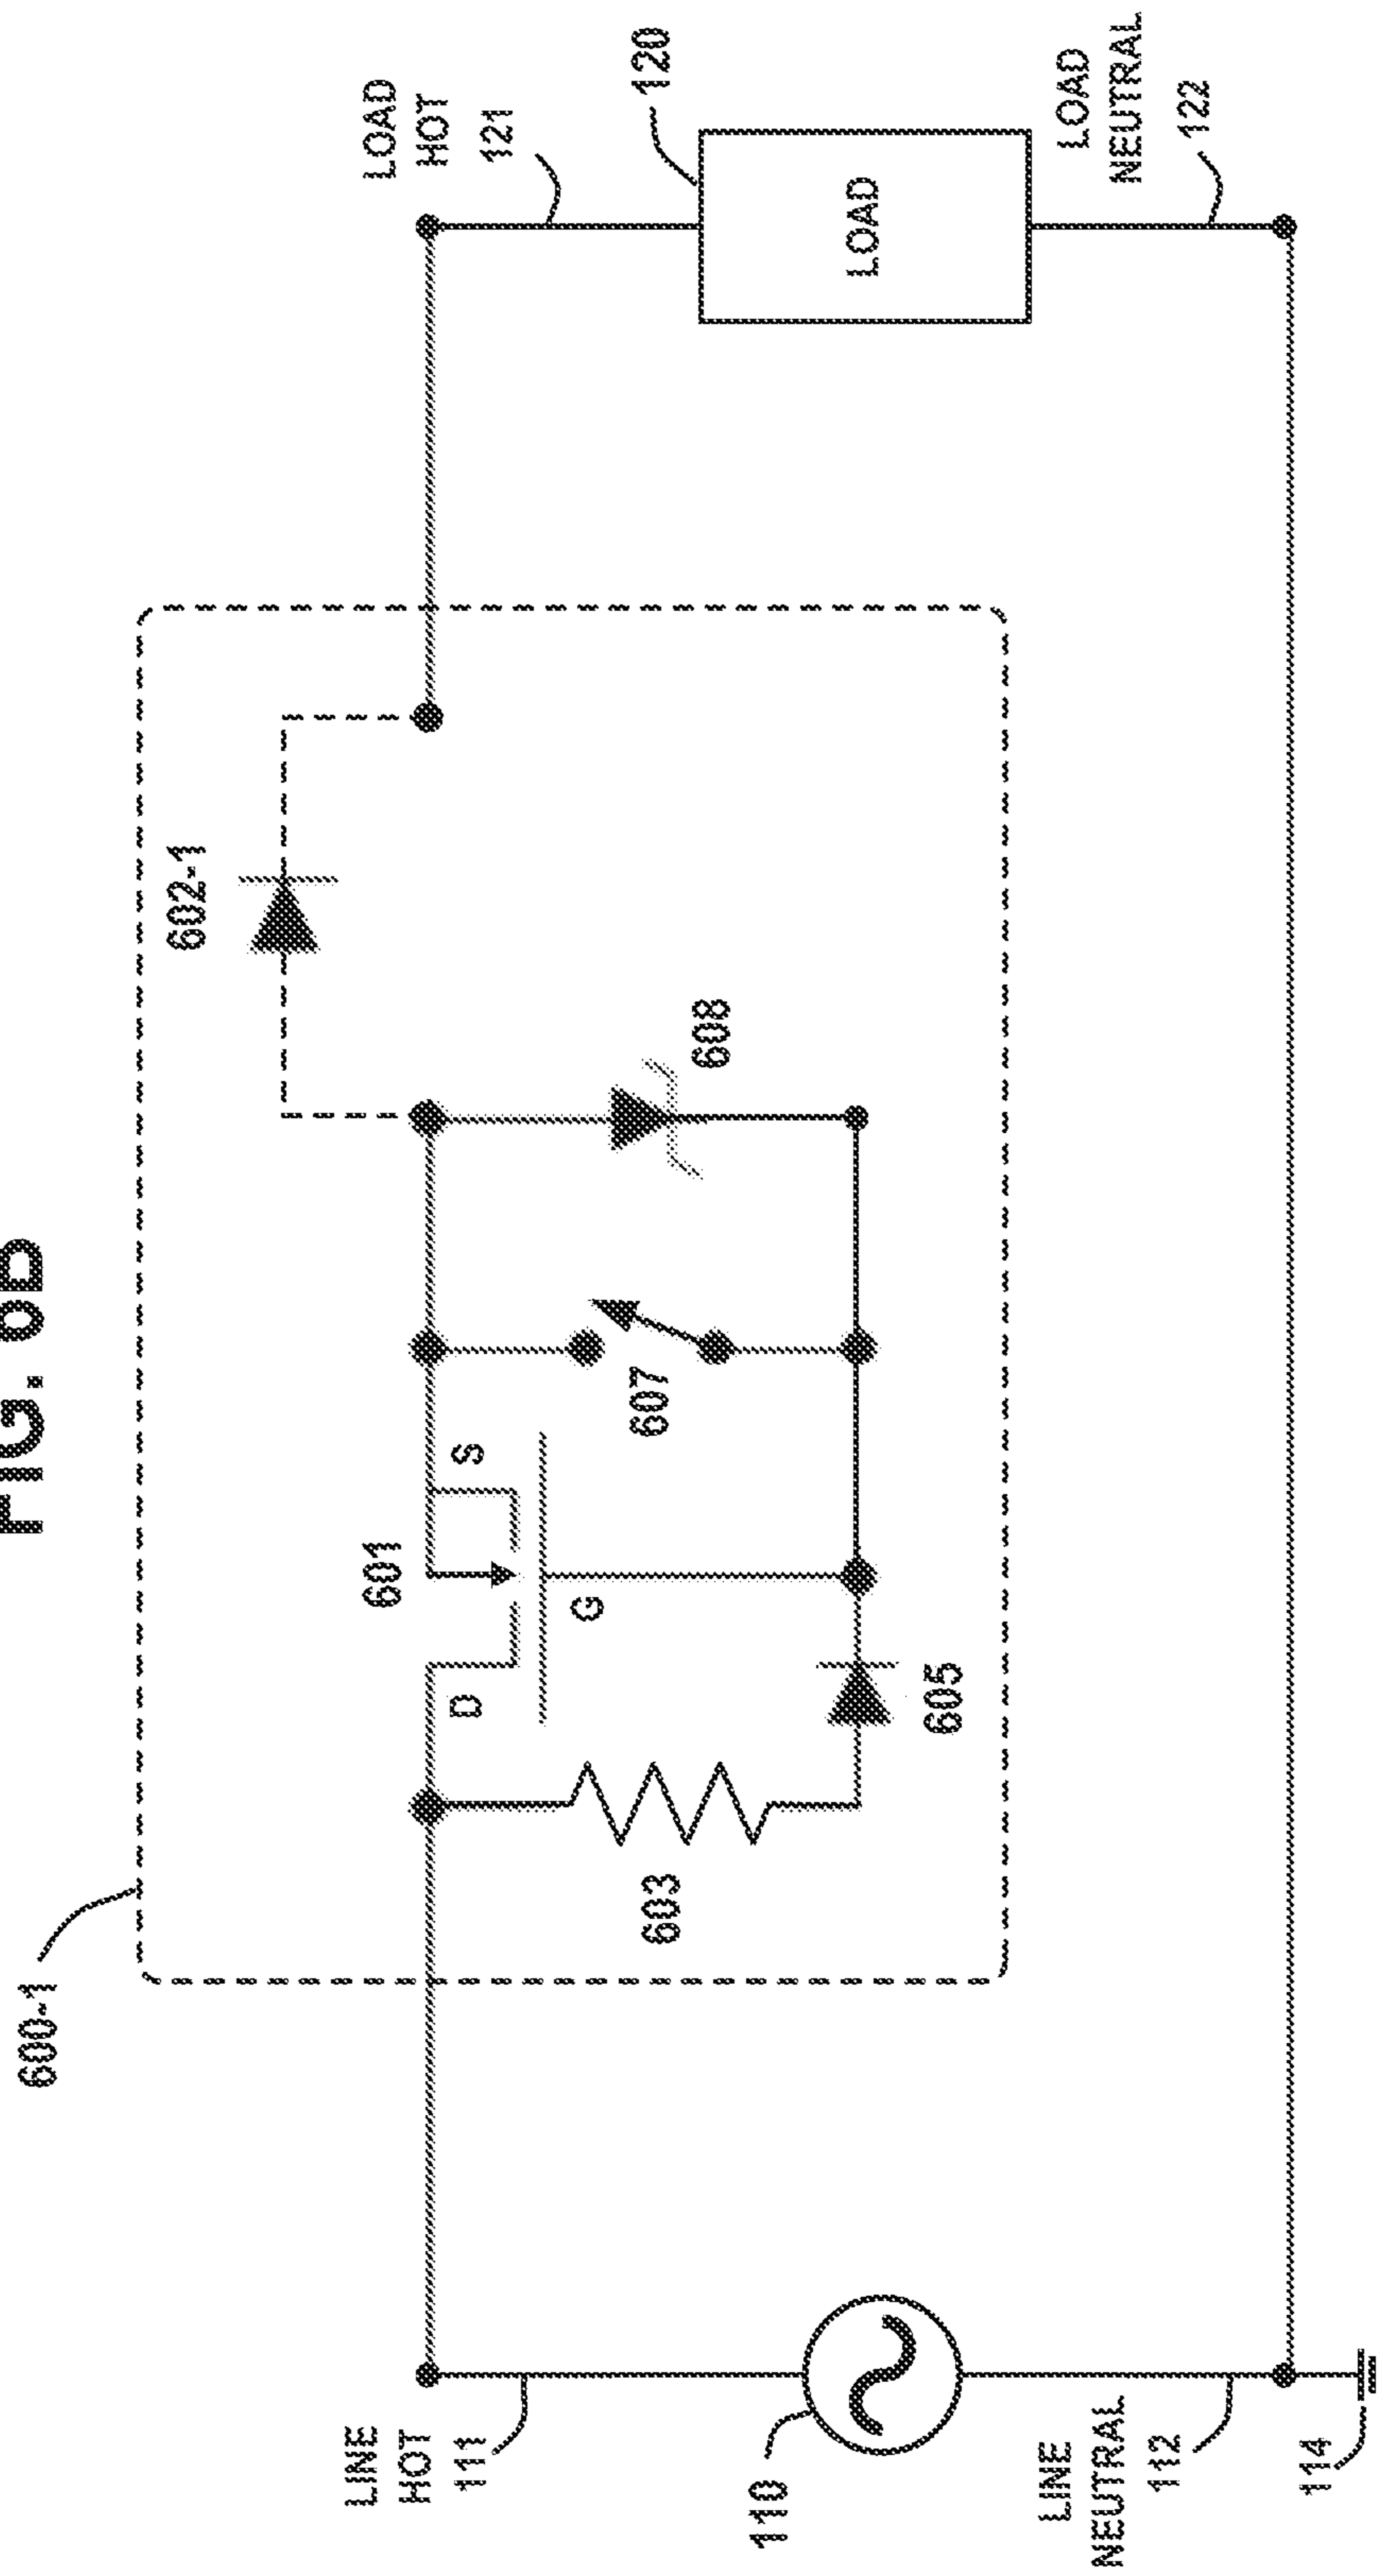 FIG. 6B
600-1
602-1
LINE
HOT
111
601
D
S
G
LOAD
HOT
121
603
607
608
120
LOAD
110
605
LINE
NEUTRAL
112
LOAD
NEUTRAL
122
114